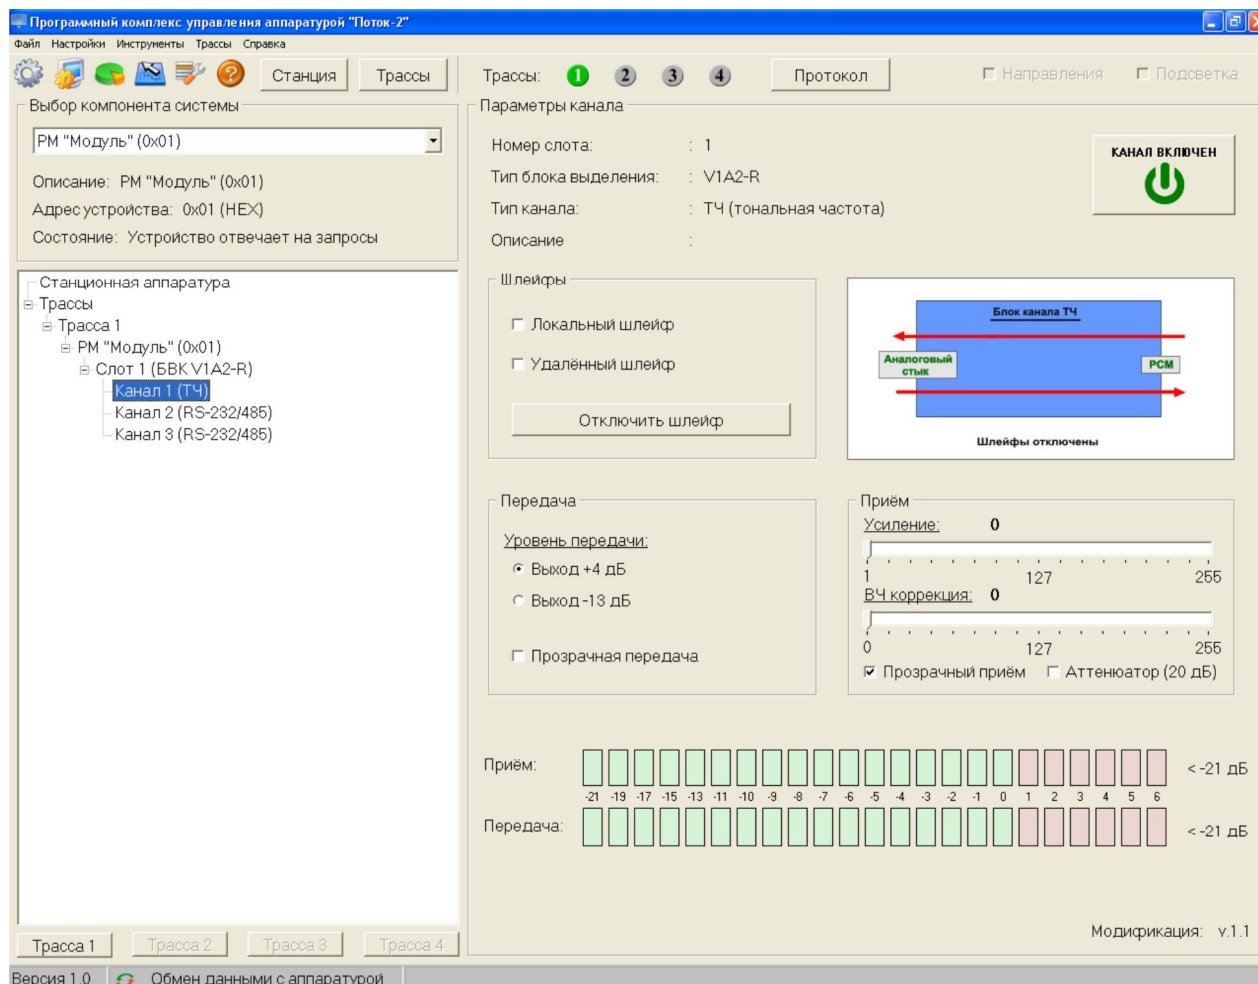 Программный комплекс управления аппаратурой "Поток-2"
Файл Настройки Инструменты Трассы Справка
Станция Трассы Трассы: 1 2 3 4 Протокол Направления Подсветка
Выбор компонента системы
РМ "Модуль" (0x01)
Описание: РМ "Модуль" (0x01)
Адрес устройства: 0x01 (HEX)
Состояние: Устройство отвечает на запросы
Станционная аппаратура
Трассы
Трасса 1
РМ "Модуль" (0x01)
Слот 1 (БВК V1A2-R)
Канал 1 (ТЧ)
Канал 2 (RS-232/485)
Канал 3 (RS-232/485)
Трасса 1 Трасса 2 Трасса 3 Трасса 4
Параметры канала
Номер слота: : 1
Тип блока выделения: : V1A2-R
Тип канала: : ТЧ (тональная частота)
Описание :
КАНАЛ ВКЛЮЧЕН
Шлейфы
Локальный шлейф
Удалённый шлейф
Отключить шлейф
Блок канала ТЧ
Аналоговый
стык
PCM
Шлейфы отключены
Передача
Уровень передачи:
Выход +4 дБ
Выход -13 дБ
Прозрачная передача
Приём
Усиление: 0
1 127 255
ВЧ коррекция: 0
0 127 255
Прозрачный приём Аттенюатор (20 дБ)
Приём: < -21 дБ
-21 -19 -17 -15 -13 -11 -10 -9 -8 -7 -6 -5 -4 -3 -2 -1 0 1 2 3 4 5 6
Передача: < -21 дБ
Модификация: v.1.1
Версия 1.0 Обмен данными с аппаратурой